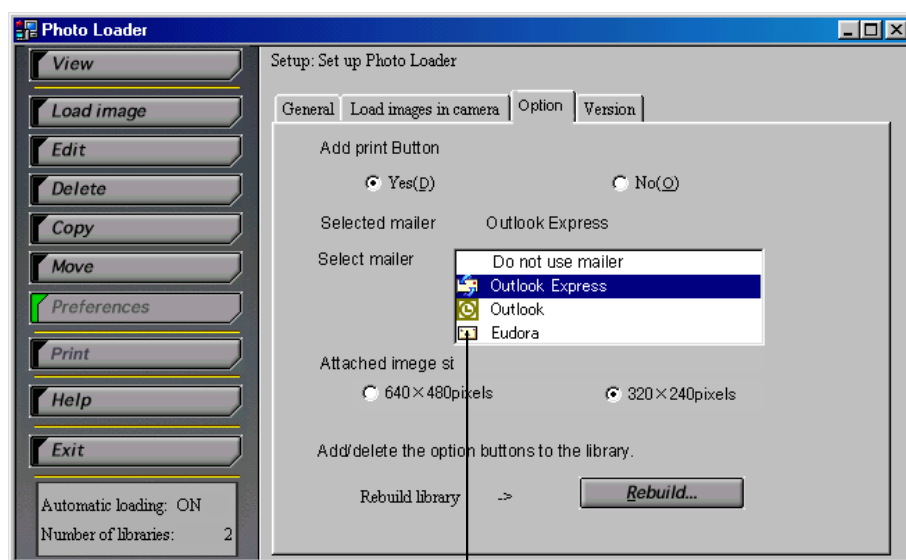 Photo Loader
View
Load image
Edit
Delete
Copy
Move
Preferences
Print
Help
Exit
Automatic loading: ON
Number of libraries: 2
Setup: Set up Photo Loader
General Load images in camera Option Version
Add print Button
Yes(D) No(O)
Selected mailer Outlook Express
Select mailer
Do not use mailer
Outlook Express
Outlook
Eudora
Attached imege si
640×480pixels 320×240pixels
Add/delete the option buttons to the library.
Rebuild library -> Rebuild...